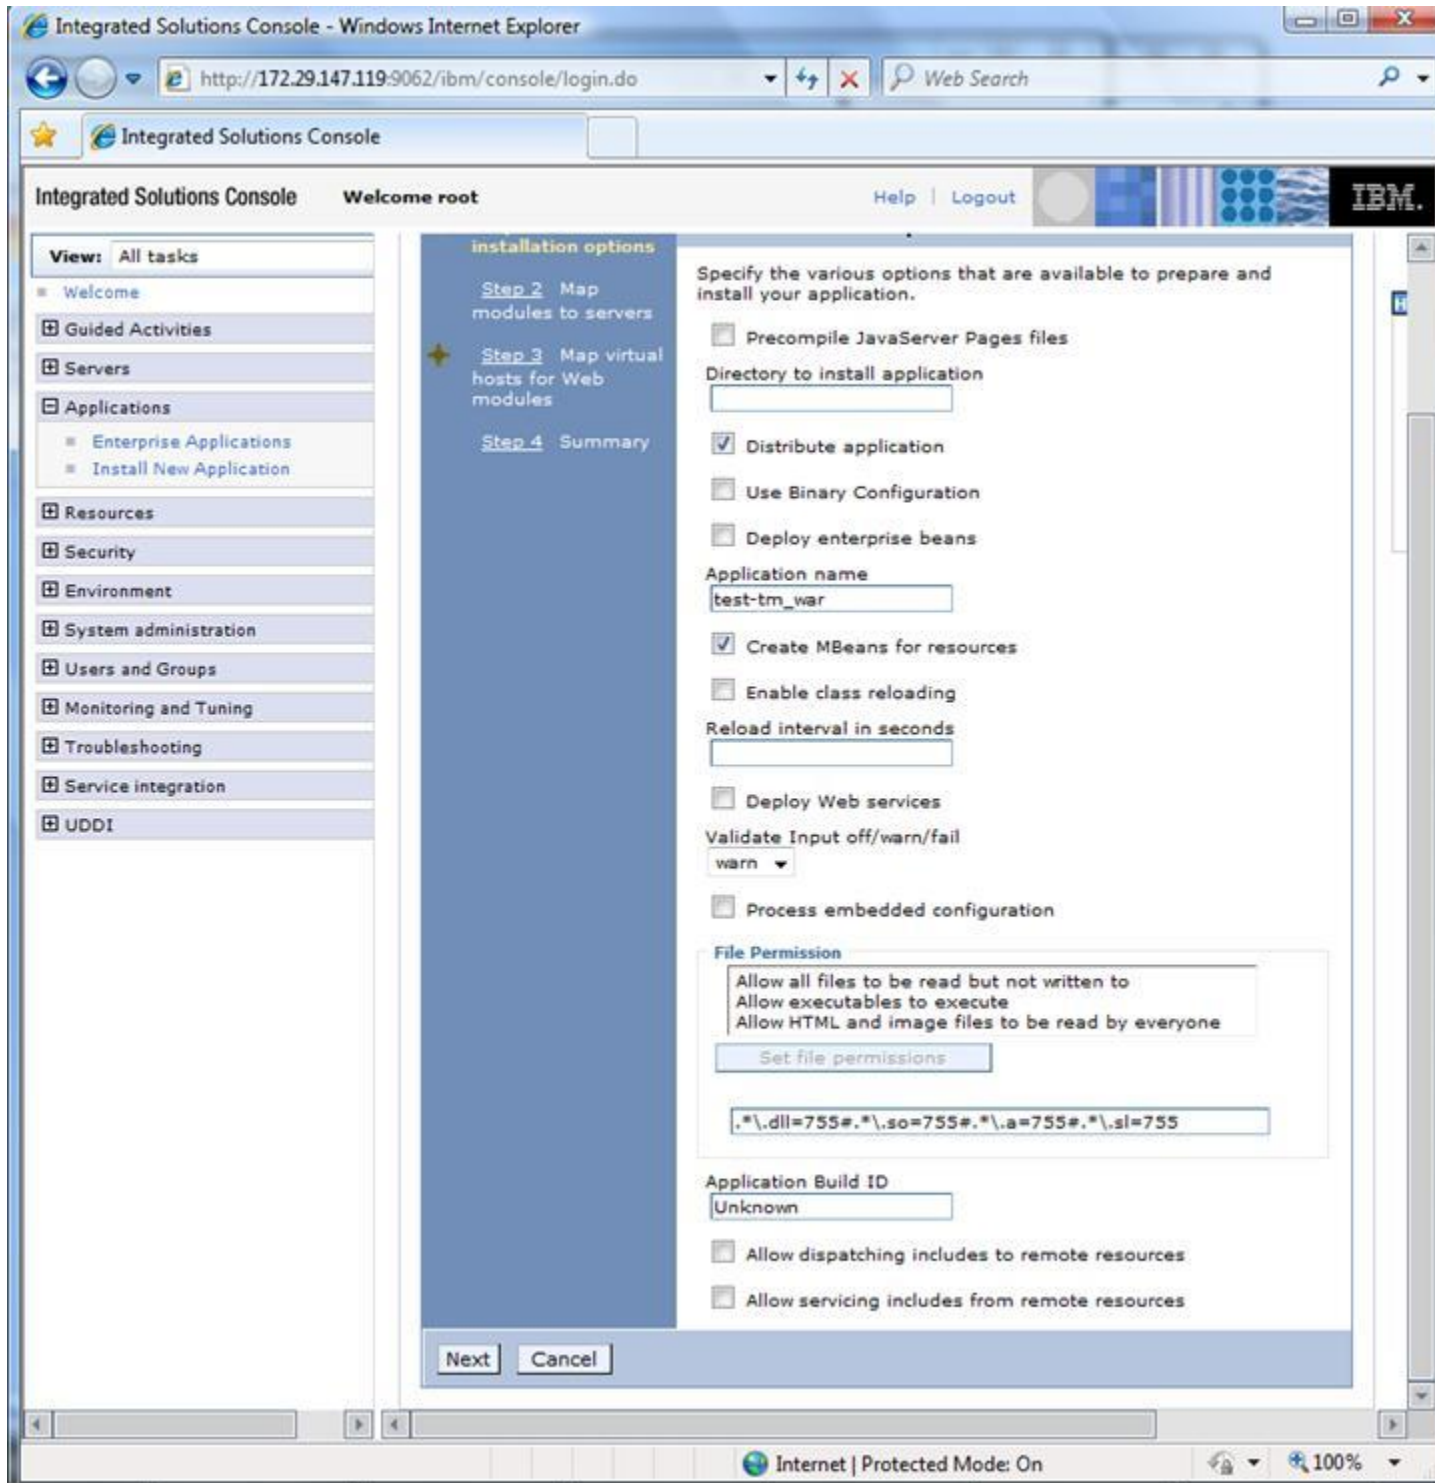 Integrated Solutions Console - Windows Internet Explorer
http://172.29.147.119:9062/ibm/console/login.do
Web Search
Integrated Solutions Console
Integrated Solutions Console Welcome root Help | Logout IBM.
View: All tasks
Welcome
Guided Activities
Servers
Applications
Enterprise Applications
Install New Application
Resources
Security
Environment
System administration
Users and Groups
Monitoring and Tuning
Troubleshooting
Service integration
UDDI
installation options
Step 2 Map
modules to servers
Step 3 Map virtual
hosts for Web
modules
Step 4 Summary
Specify the various options that are available to prepare and
install your application.
Precompile JavaServer Pages files
Directory to install application
Distribute application
Use Binary Configuration
Deploy enterprise beans
Application name
test-tm_war
Create MBeans for resources
Enable class reloading
Reload interval in seconds
Deploy Web services
Validate Input off/warn/fail
warn
Process embedded configuration
File Permission
Allow all files to be read but not written to
Allow executables to execute
Allow HTML and image files to be read by everyone
Set file permissions
.*\.dll=755#.*\.so=755#.*\.a=755#.*\.sl=755
Application Build ID
Unknown
Allow dispatching includes to remote resources
Allow servicing includes from remote resources
Next Cancel
H
Internet | Protected Mode: On
100%